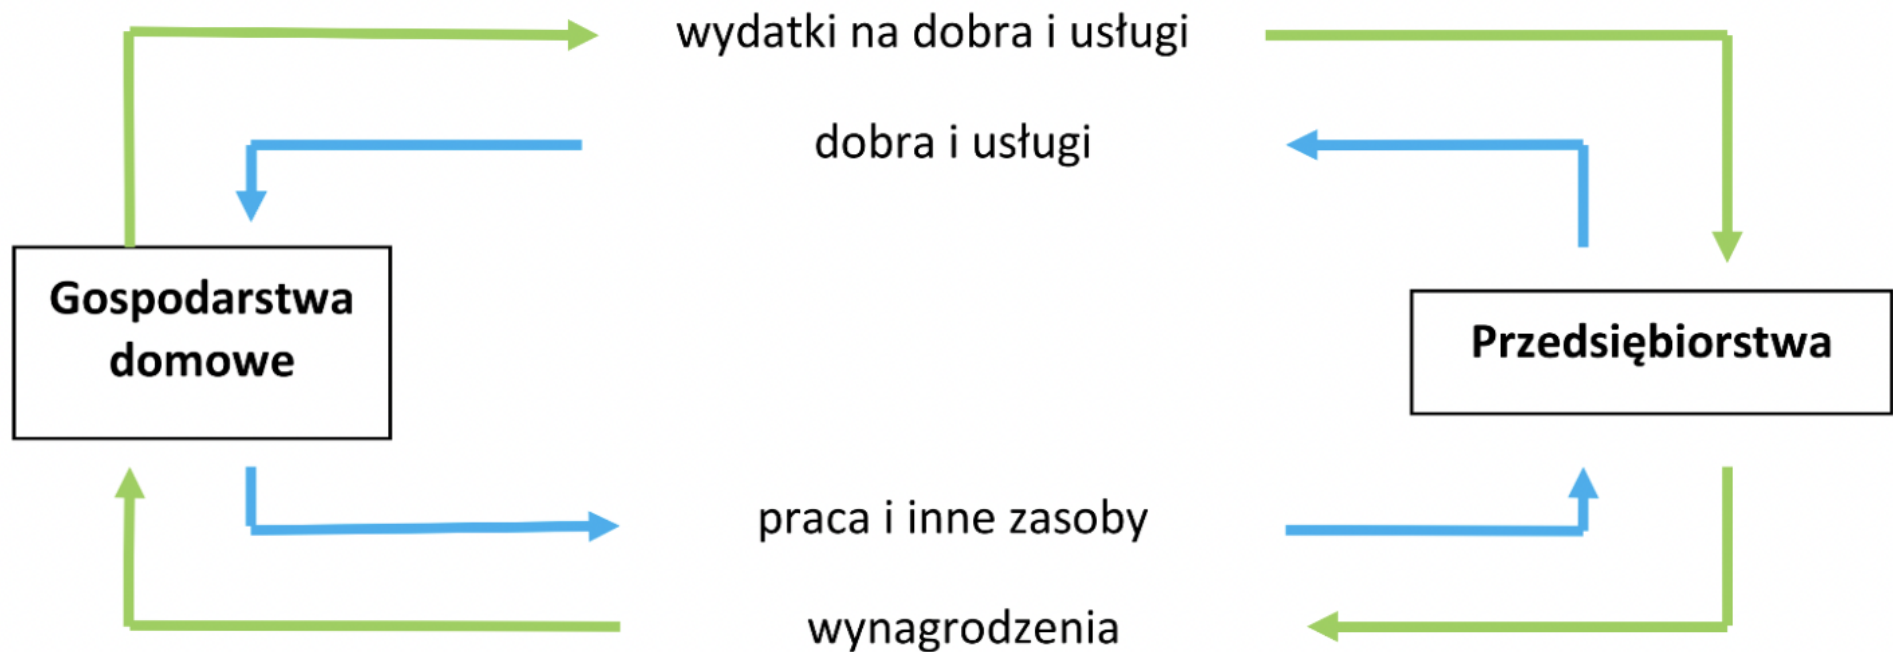 wydatki na dobra i usługi
dobra i usługi
Gospodarstwa
domowe
Przedsiębiorstwa
praca i inne zasoby
wynagrodzenia